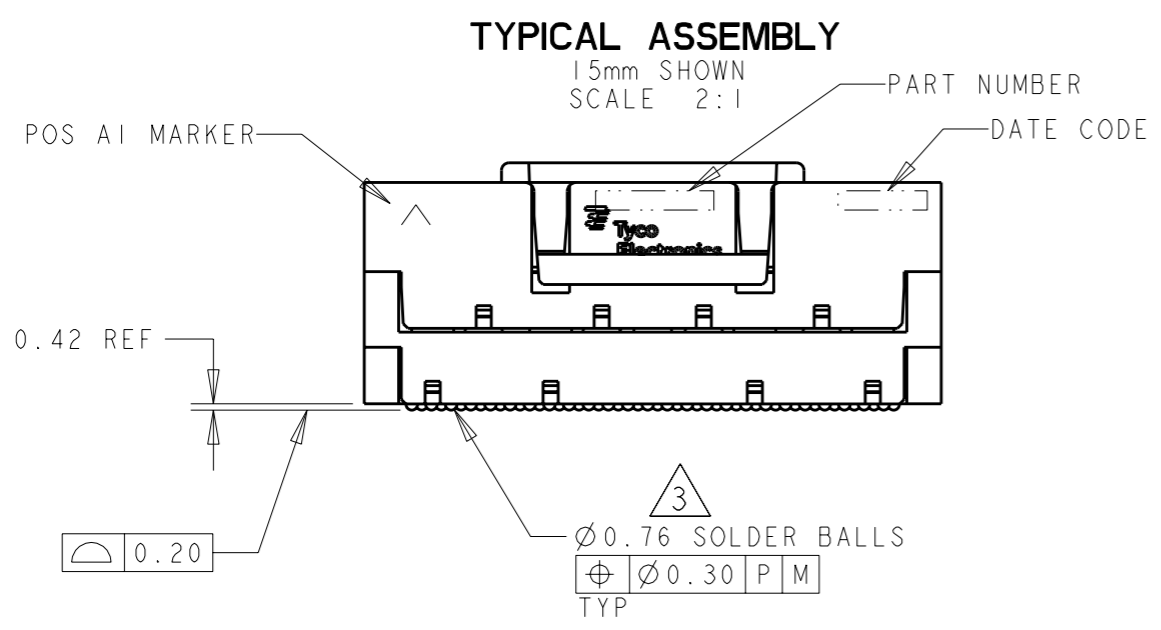 TYPICAL ASSEMBLY
15mm SHOWN
SCALE 2:1
PART NUMBER
POS A1 MARKER
DATE CODE
Tyco
Electronics
0.42 REF
3
Ø0.76 SOLDER BALLS
⌓ 0.20
⌖ Ø0.30 P M
TYP